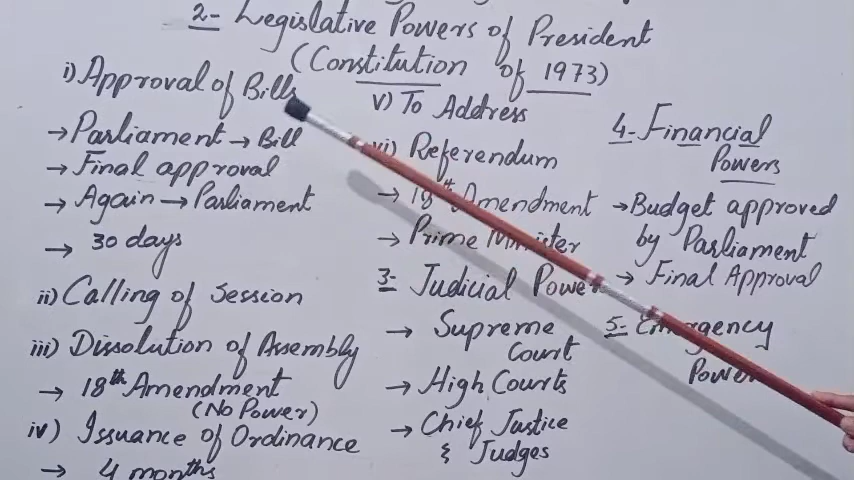 2- Legislative Powers of President
(Constitution of 1973)
i) Approval of Bills
→ Parliament → Bill
→ Final approval
→ Again → Parliament
→ 30 days
ii) Calling of Session
iii) Dissolution of Assembly
→ 18th Amendment
(No Power)
iv) Issuance of Ordinance
→ 4 months
v) To Address
vi) Referendum
→ 18th Amendment
→ Prime Minister
3- Judicial Power
→ Supreme
Court
→ High Courts
→ Chief Justice
& Judges
4- Financial
Powers
→ Budget approved
by Parliament
→ Final Approval
5- Emergency
Power